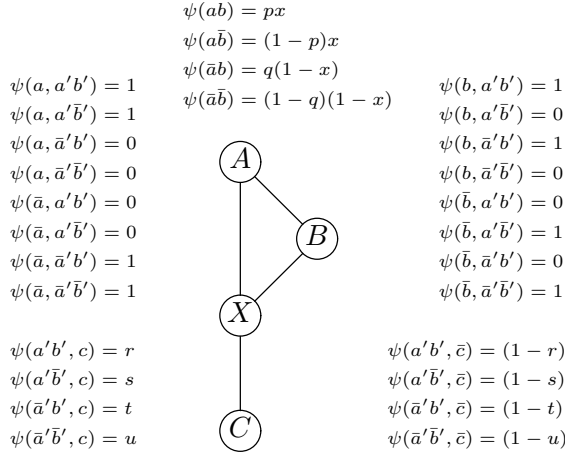 ψ(ab) = px
ψ(ab̄) = (1 − p)x
ψ(āb) = q(1 − x)
ψ(āb̄) = (1 − q)(1 − x)
ψ(a, a′b′) = 1
ψ(a, a′b̄′) = 1
ψ(a, ā′b′) = 0
ψ(a, ā′b̄′) = 0
ψ(ā, a′b′) = 0
ψ(ā, a′b̄′) = 0
ψ(ā, ā′b′) = 1
ψ(ā, ā′b̄′) = 1
ψ(b, a′b′) = 1
ψ(b, a′b̄′) = 0
ψ(b, ā′b′) = 1
ψ(b, ā′b̄′) = 0
ψ(b̄, a′b′) = 0
ψ(b̄, a′b̄′) = 1
ψ(b̄, ā′b′) = 0
ψ(b̄, ā′b̄′) = 1
A
B
X
C
ψ(a′b′, c) = r
ψ(a′b̄′, c) = s
ψ(ā′b′, c) = t
ψ(ā′b̄′, c) = u
ψ(a′b′, c̄) = (1 − r)
ψ(a′b̄′, c̄) = (1 − s)
ψ(ā′b′, c̄) = (1 − t)
ψ(ā′b̄′, c̄) = (1 − u)